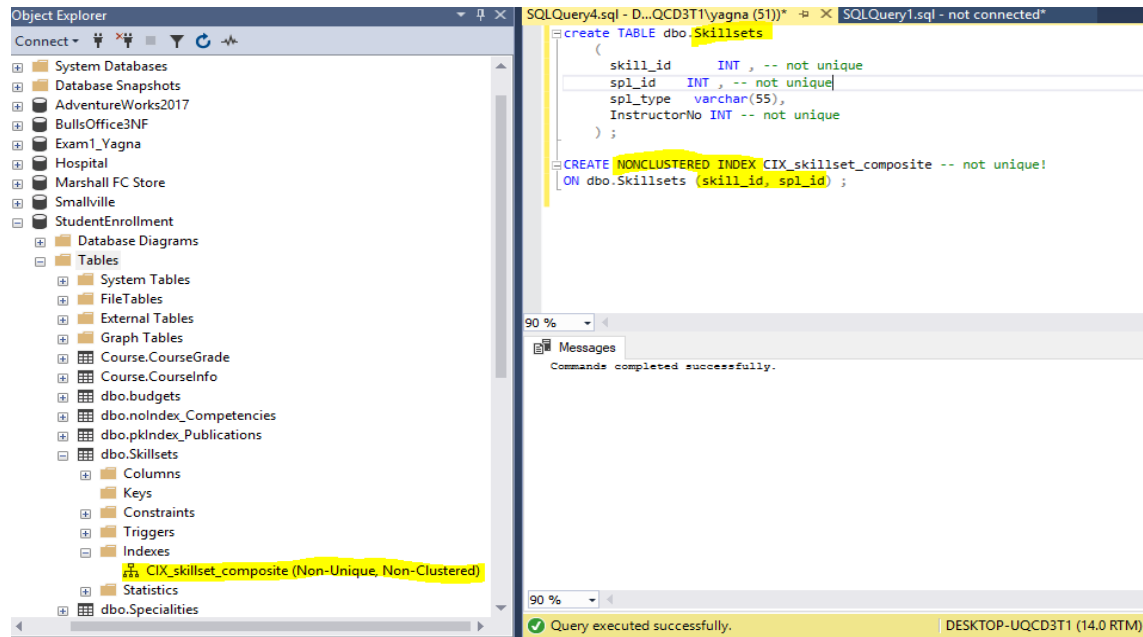 Object Explorer
Connect
System Databases
Database Snapshots
AdventureWorks2017
BullsOffice3NF
Exam1_Yagna
Hospital
Marshall FC Store
Smallville
StudentEnrollment
Database Diagrams
Tables
System Tables
FileTables
External Tables
Graph Tables
Course.CourseGrade
Course.CourseInfo
dbo.budgets
dbo.noIndex_Competencies
dbo.pkIndex_Publications
dbo.Skillsets
Columns
Keys
Constraints
Triggers
Indexes
CIX_skillset_composite (Non-Unique, Non-Clustered)
Statistics
dbo.Specialities
SQLQuery4.sql - D...QCD3T1\yagna (51))* SQLQuery1.sql - not connected*
create TABLE dbo.Skillsets
(
skill_id INT , -- not unique
spl_id INT , -- not unique
spl_type varchar(55),
InstructorNo INT -- not unique
) ;
CREATE NONCLUSTERED INDEX CIX_skillset_composite -- not unique!
ON dbo.Skillsets (skill_id, spl_id) ;
90 %
Messages
Commands completed successfully.
90 %
Query executed successfully. DESKTOP-UQCD3T1 (14.0 RTM)